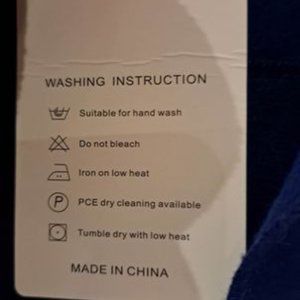 WASHING INSTRUCTION
Suitable for hand wash
Do not bleach
Iron on low heat
P PCE dry cleaning available
Tumble dry with low heat
MADE IN CHINA